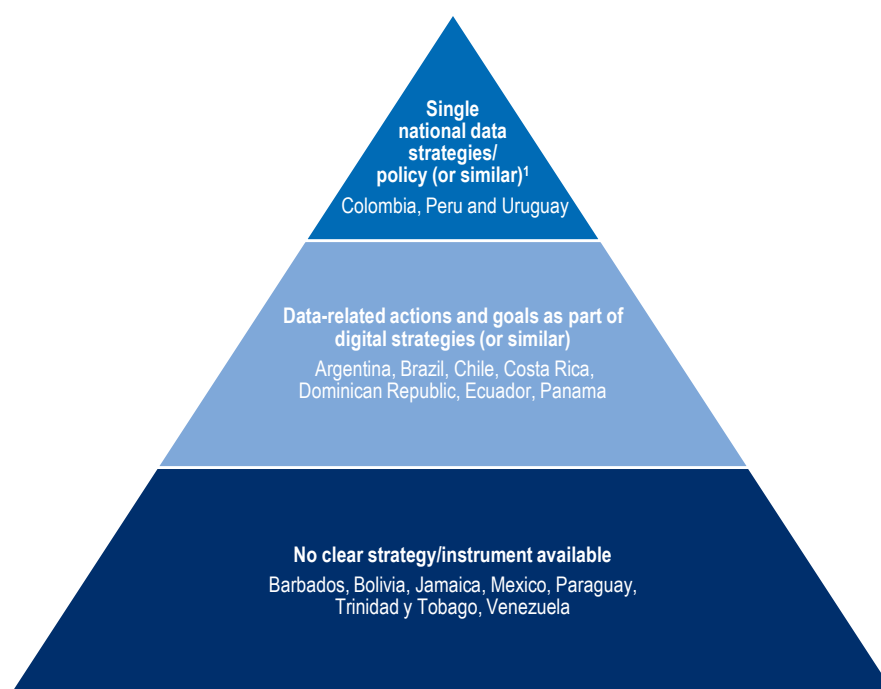 Single
national data
strategies/
policy (or similar)¹
Colombia, Peru and Uruguay
Data-related actions and goals as part of
digital strategies (or similar)
Argentina, Brazil, Chile, Costa Rica,
Dominican Republic, Ecuador, Panama
No clear strategy/instrument available
Barbados, Bolivia, Jamaica, Mexico, Paraguay,
Trinidad y Tobago, Venezuela